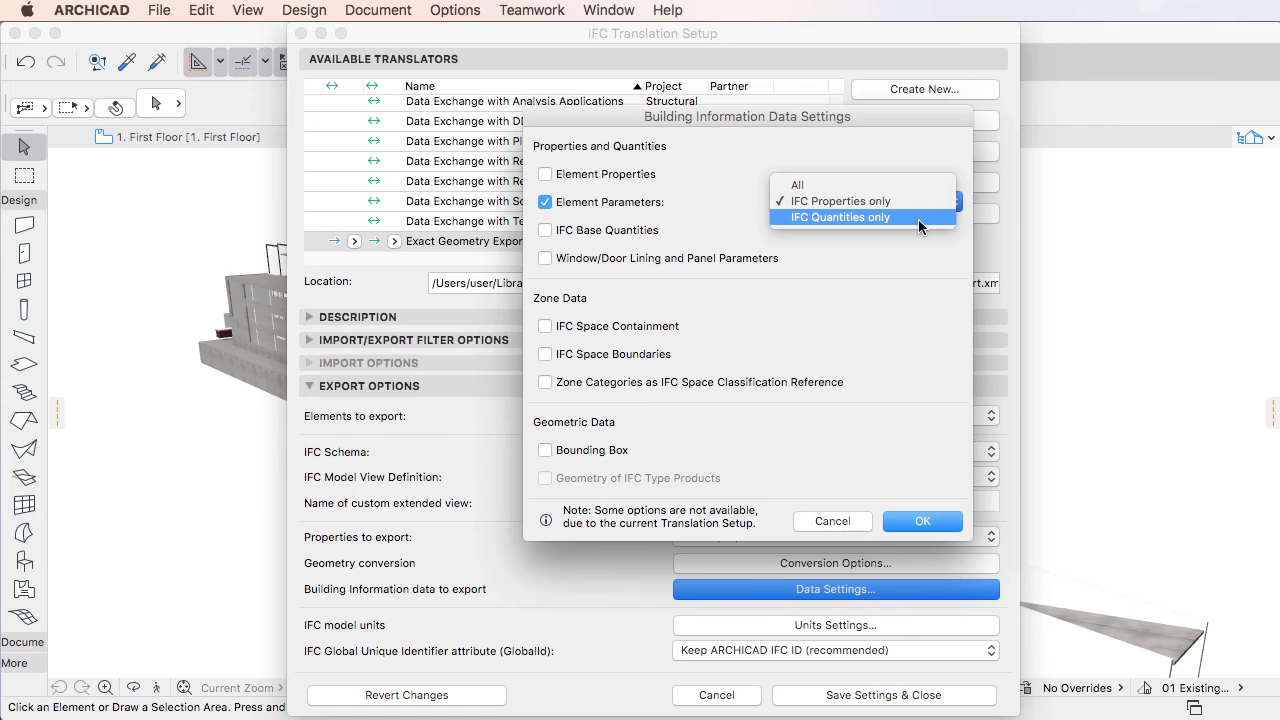 ARCHICAD File Edit View Design Document Options Teamwork Window Help
IFC Translation Setup
AVAILABLE TRANSLATORS
Name Project Partner
Create New...
Data Exchange with Analysis Applications Structural
Data Exchange with
Data Exchange with
Data Exchange with
Data Exchange with
Data Exchange with
Data Exchange with
Exact Geometry
Location:
DESCRIPTION
IMPORT/EXPORT FILTER OPTIONS
IMPORT OPTIONS
EXPORT OPTIONS
Elements to export:
IFC Schema:
IFC Model View Definition:
Name of custom extended view:
Properties to export:
Geometry conversion Conversion Options...
Building Information data to export Data Settings...
IFC model units Units Settings...
IFC Global Unique Identifier attribute (GlobalId): Keep ARCHICAD IFC ID (recommended)
Revert Changes Cancel Save Settings & Close
Building Information Data Settings
Properties and Quantities
Element Properties
Element Parameters:
All
✓ IFC Properties only
IFC Quantities only
IFC Base Quantities
Window/Door Lining and Panel Parameters
Zone Data
IFC Space Containment
IFC Space Boundaries
Zone Categories as IFC Space Classification Reference
Geometric Data
Bounding Box
Geometry of IFC Type Products
Note: Some options are not available,
due to the current Translation Setup.
Cancel OK
1. First Floor [1. First Floor]
Design
Docume
More
Current Zoom
No Overrides 01 Existing...
Click an Element or Draw a Selection Area. Press and